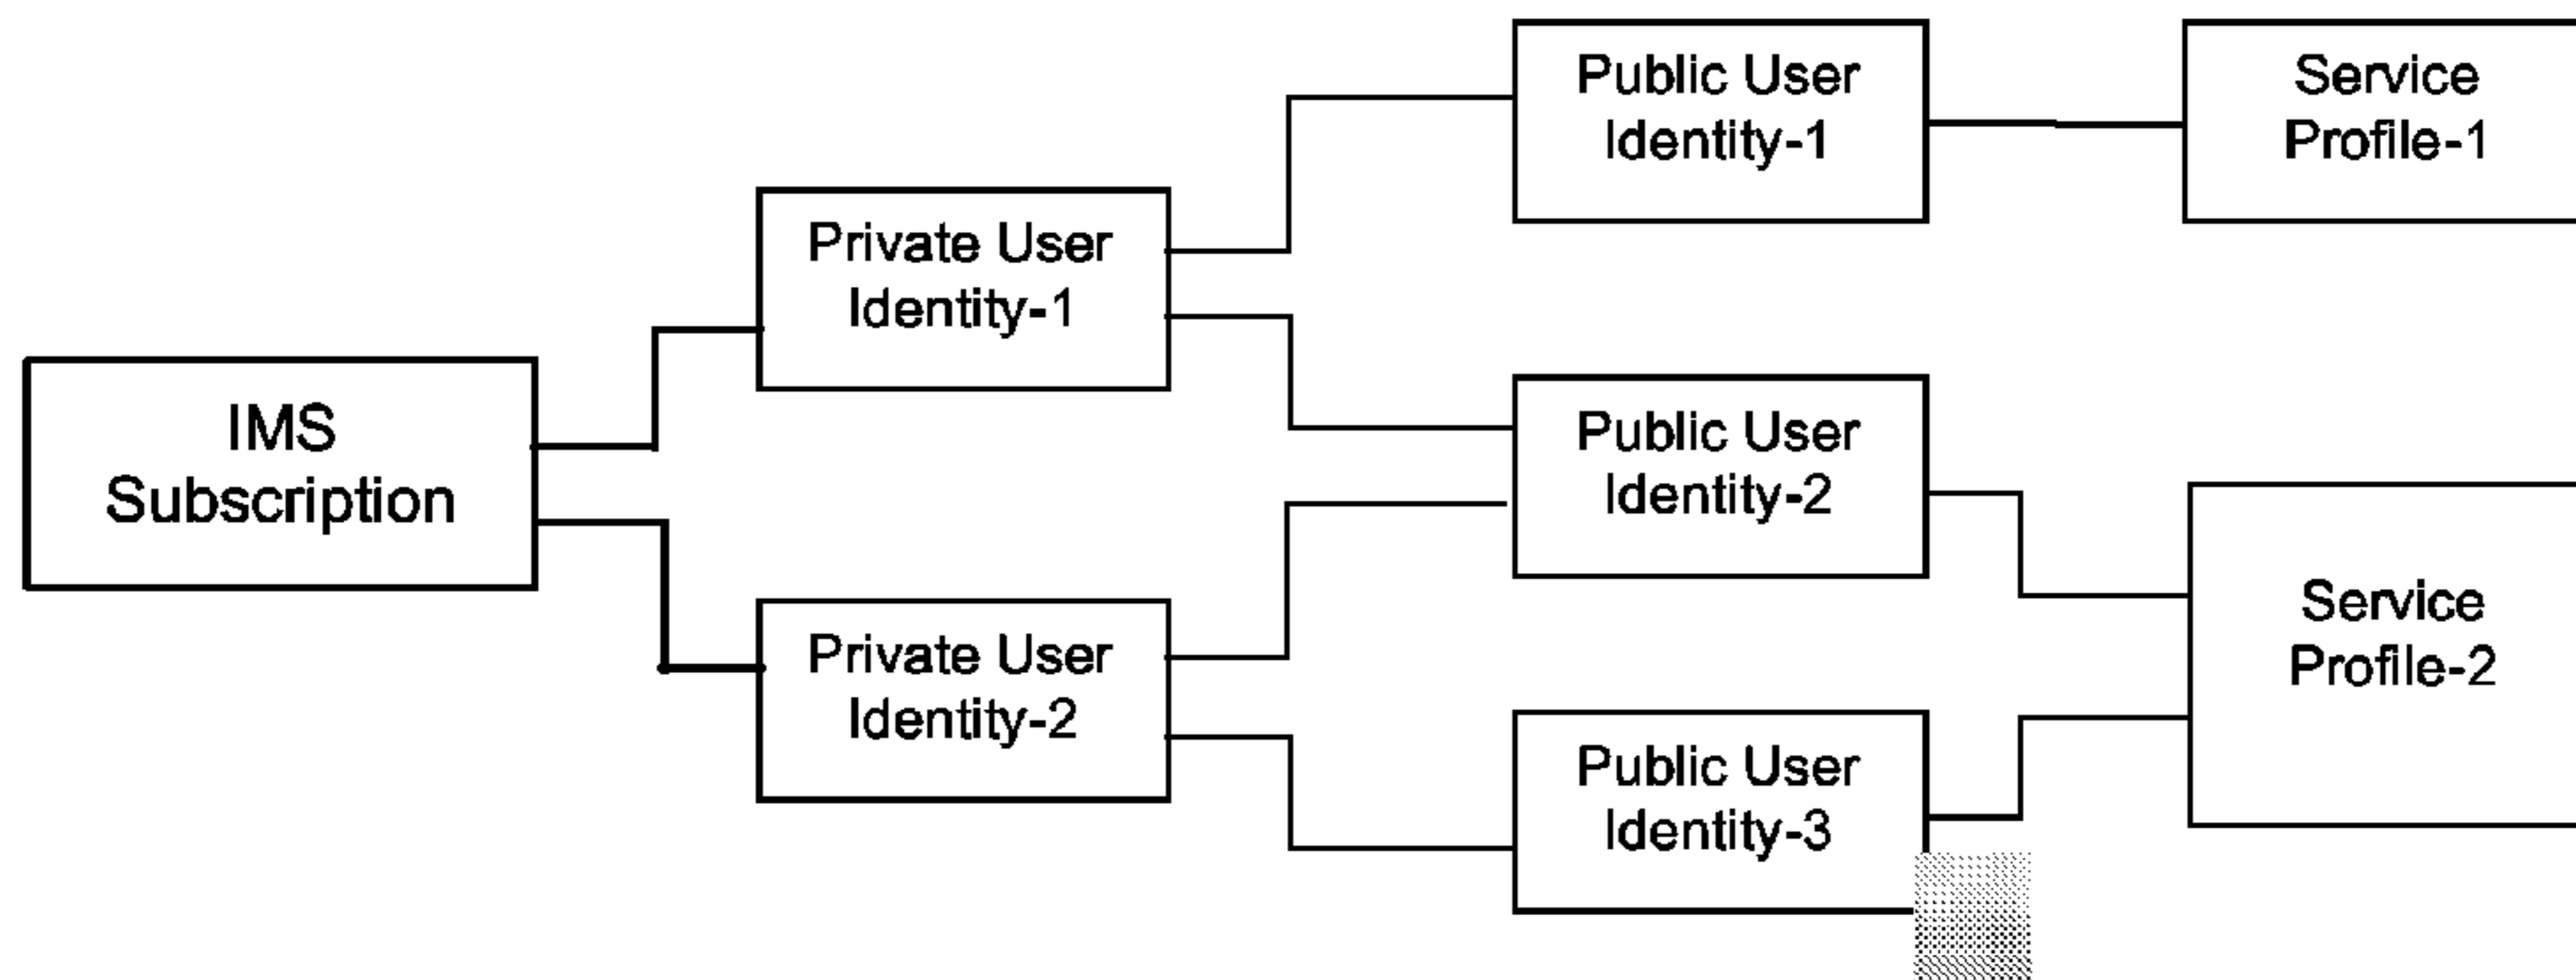 Public User
Identity-1
Service
Profile-1
Private User
Identity-1
IMS
Subscription
Public User
Identity-2
Service
Profile-2
Private User
Identity-2
Public User
Identity-3